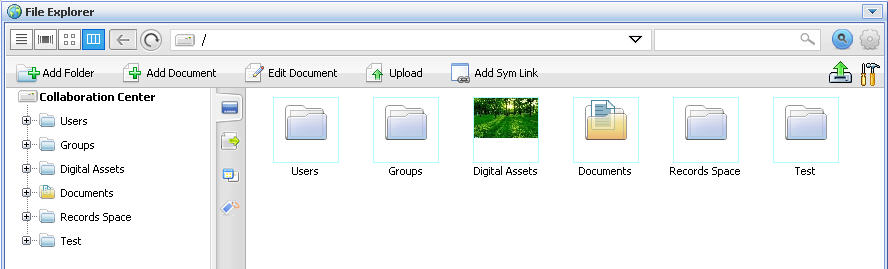 File Explorer
/
Add Folder Add Document Edit Document Upload Add Sym Link
Collaboration Center
Users
Groups
Digital Assets
Documents
Records Space
Test
Users Groups Digital Assets Documents Records Space Test